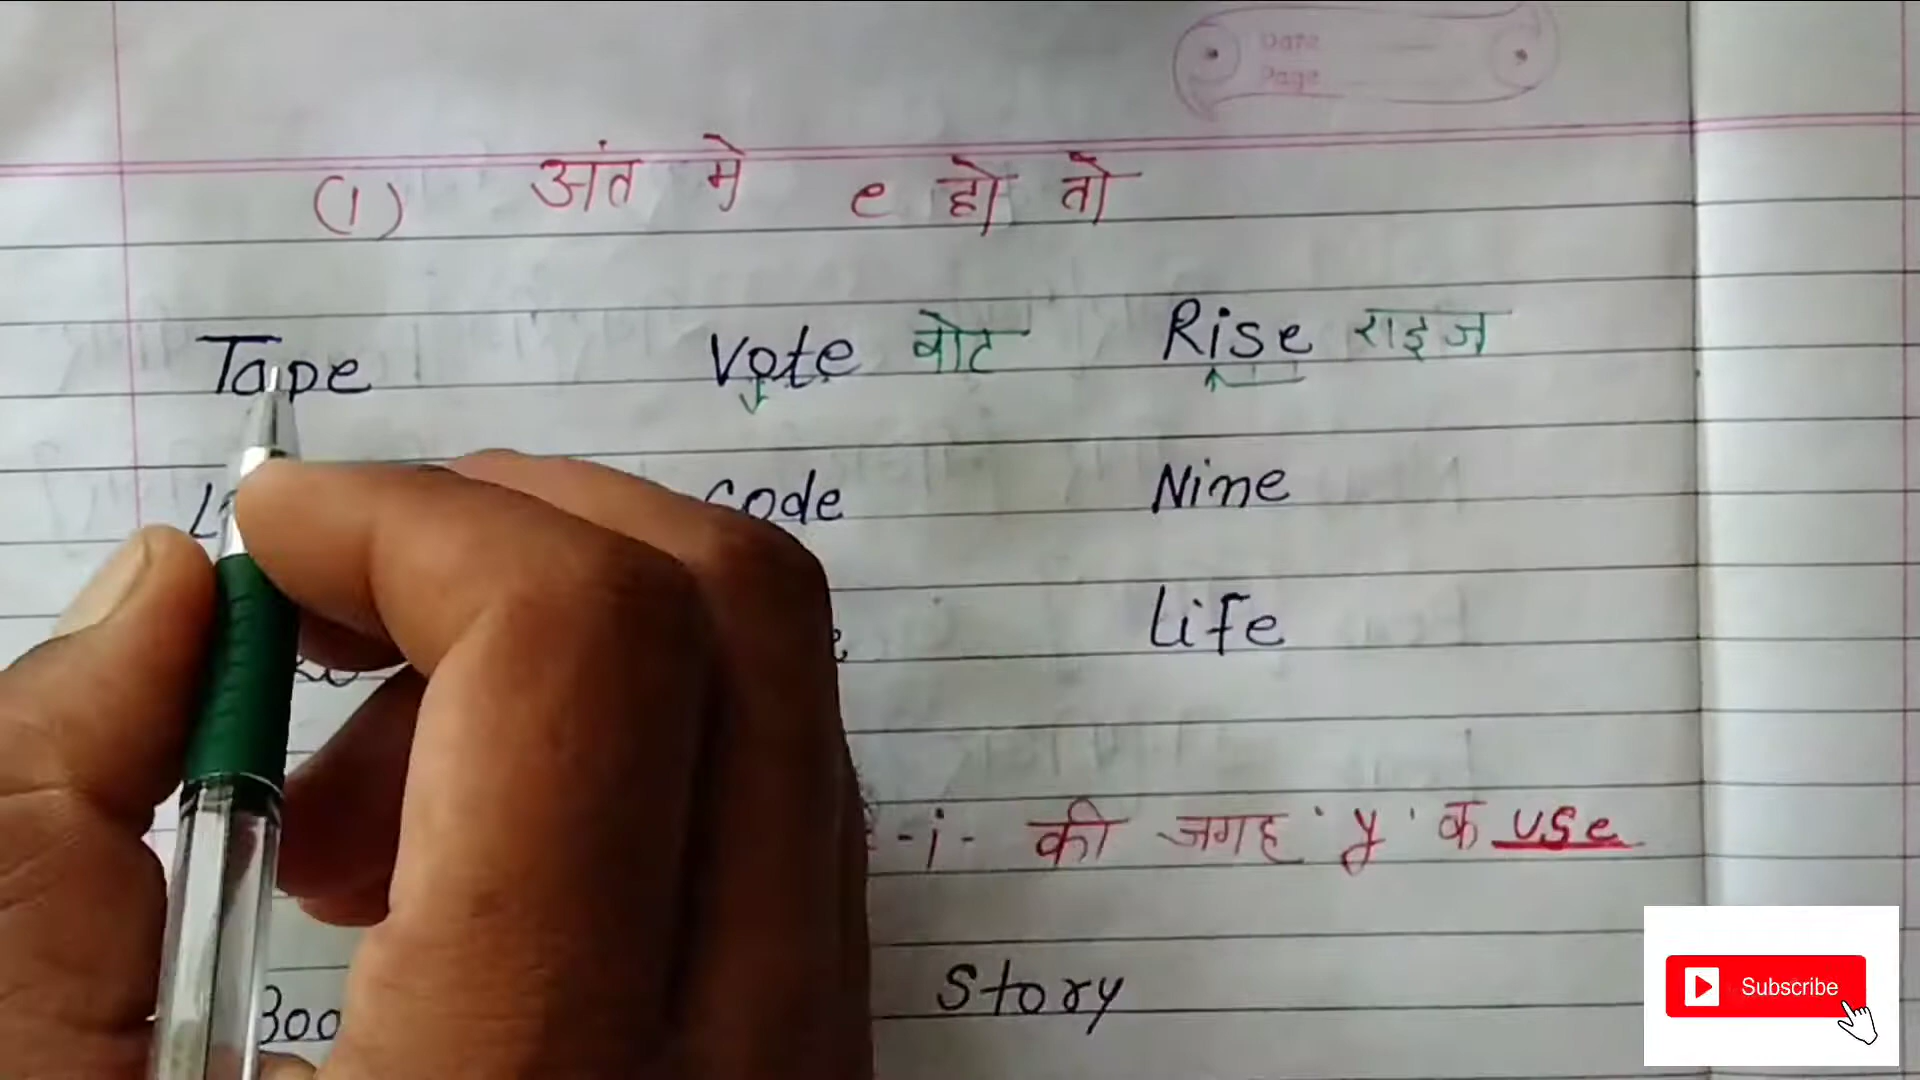 Date
Page
(1) अंत मे e हो तो
Tape Vote वोट Rise राइज
Code Nine
Life
-i- की जगह 'y' क use
Story
Subscribe